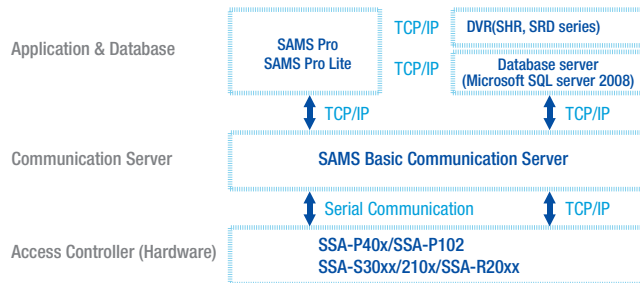 Application & Database
SAMS Pro
SAMS Pro Lite
TCP/IP
DVR(SHR, SRD series)
TCP/IP
Database server
(Microsoft SQL server 2008)
TCP/IP
TCP/IP
Communication Server
SAMS Basic Communication Server
Serial Communication
TCP/IP
Access Controller (Hardware)
SSA-P40x/SSA-P102
SSA-S30xx/210x/SSA-R20xx